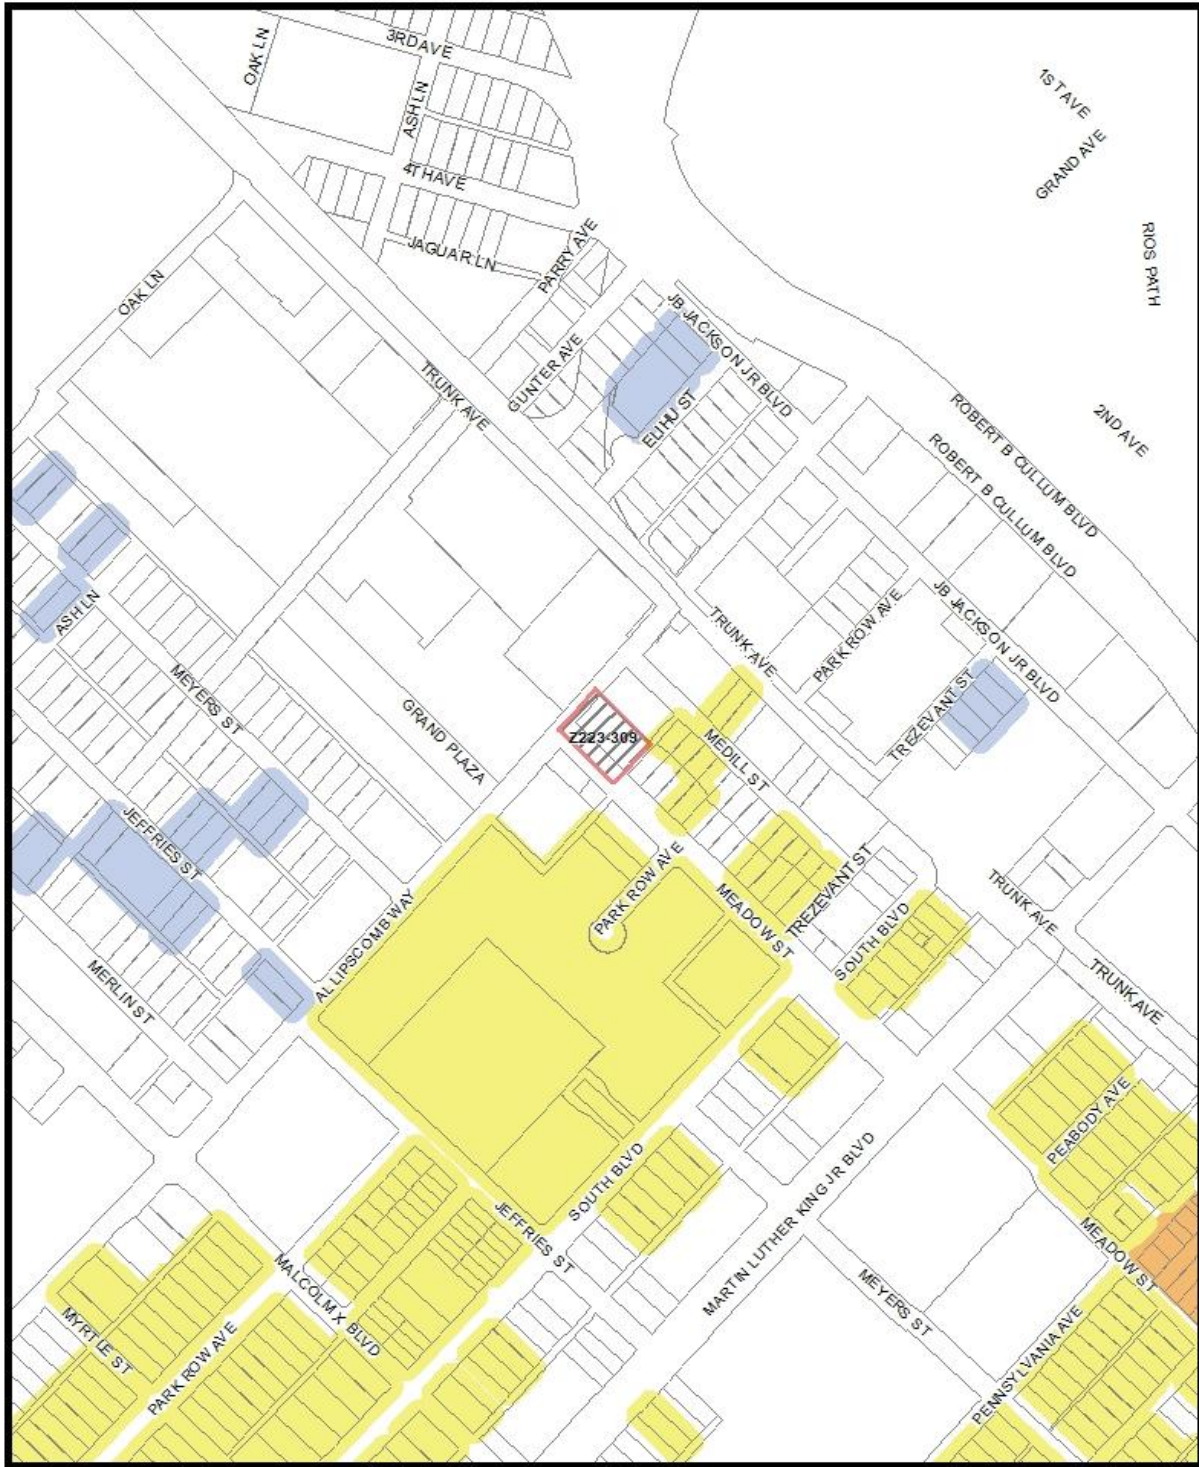 3RD AVE
OAK LN
1ST AVE
ASH LN
GRAND AVE
4TH AVE
RIOS PATH
JAGUAR LN
PARRY AVE
OAK LN
JB JACKSON JR BLVD
GUNTER AVE
TRUNK AVE
ELIHU ST
ROBERT B CULLUM BLVD
2ND AVE
ROBERT B CULLUM BLVD
ASH LN
JB JACKSON JR BLVD
PARK ROW AVE
TRUNK AVE
MEYERS ST
TREZEVANT ST
GRAND PLAZA
Z223-309
MEDILL ST
JEFFRIES ST
PARK ROW AVE
TREZEVANT ST
MEADOW ST
TRUNK AVE
AL LIPSCOMB WAY
SOUTH BLVD
MERLIN ST
TRUNK AVE
PEABODY AVE
SOUTH BLVD
MARTIN LUTHER KING JR BLVD
JEFFRIES ST
MEADOW ST
MALCOLM X BLVD
MEYERS ST
MYRTLE ST
PARK ROW AVE
PENNSYLVANIA AVE